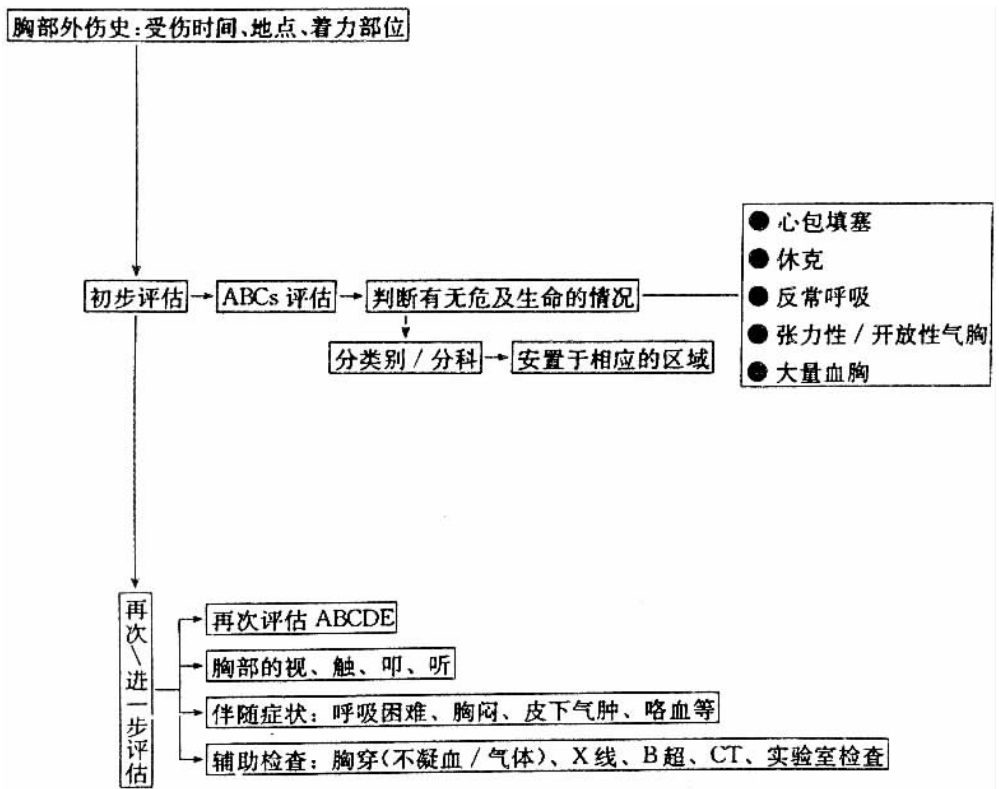 胸部外伤史:受伤时间、地点、着力部位
初步评估
ABCs 评估
判断有无危及生命的情况
● 心包填塞
● 休克
● 反常呼吸
● 张力性 / 开放性气胸
● 大量血胸
分类别 / 分科
安置于相应的区域
再次/进一步评估
再次评估 ABCDE
胸部的视、触、叩、听
伴随症状: 呼吸困难、胸闷、皮下气肿、咯血等
辅助检查: 胸穿(不凝血 / 气体)、X 线、B 超、CT、实验室检查